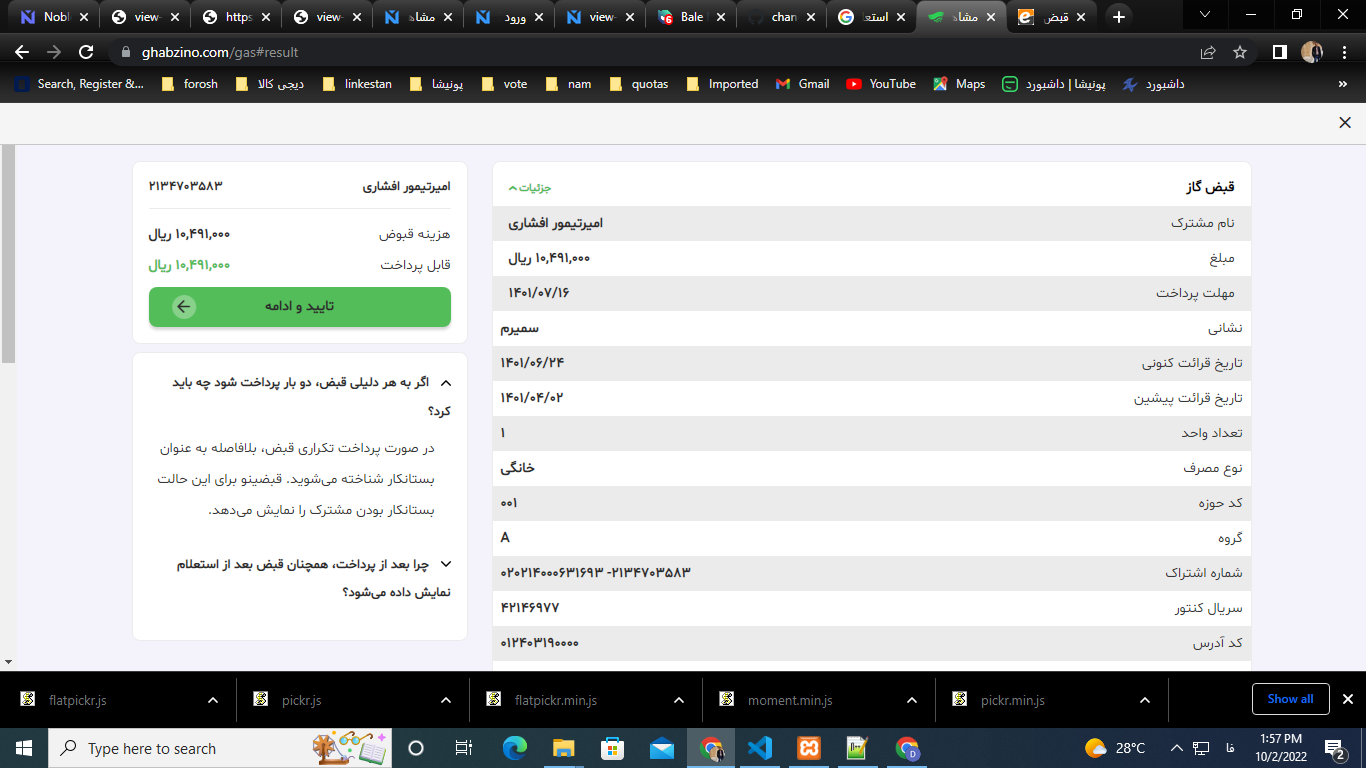 Nobl
view-
https
view-
مشاه
ورود
view-
Bale
chan
استعا
مشاه
قبض
ghabzino.com/gas#result
Search, Register &...
forosh
دیجی کالا
linkestan
پونیشا
vote
nam
quotas
Imported
Gmail
YouTube
Maps
پونیشا | داشبورد
داشبورد
»
قبض گاز
جزئیات
نام مشترک امیرتیمور افشاری
مبلغ ۱۰,۴۹۱,۰۰۰ ریال
مهلت پرداخت ۱۴۰۱/۰۷/۱۶
نشانی سمیرم
تاریخ قرائت کنونی ۱۴۰۱/۰۶/۲۴
تاریخ قرائت پیشین ۱۴۰۱/۰۴/۰۲
تعداد واحد ۱
نوع مصرف خانگی
کد حوزه ۰۰۱
گروه A
شماره اشتراک ۰۲۰۲۱۴۰۰۰۶۳۱۶۹۳ -۲۱۳۴۷۰۳۵۸۳
سریال کنتور ۴۲۱۴۶۹۷۷
کد آدرس ۰۱۲۴۰۳۱۹۰۰۰۰
امیرتیمور افشاری ۲۱۳۴۷۰۳۵۸۳
هزینه قبوض ۱۰,۴۹۱,۰۰۰ ریال
قابل پرداخت ۱۰,۴۹۱,۰۰۰ ریال
تایید و ادامه
اگر به هر دلیلی قبض، دو بار پرداخت شود چه باید
کرد؟
در صورت پرداخت تکراری قبض، بلافاصله به عنوان
بستانکار شناخته می‌شوید. قبضینو برای این حالت
بستانکار بودن مشترک را نمایش می‌دهد.
چرا بعد از پرداخت، همچنان قبض بعد از استعلام
نمایش داده می‌شود؟
flatpickr.js
pickr.js
flatpickr.min.js
moment.min.js
pickr.min.js
Show all
Type here to search
28°C
فا
1:57 PM
10/2/2022
2